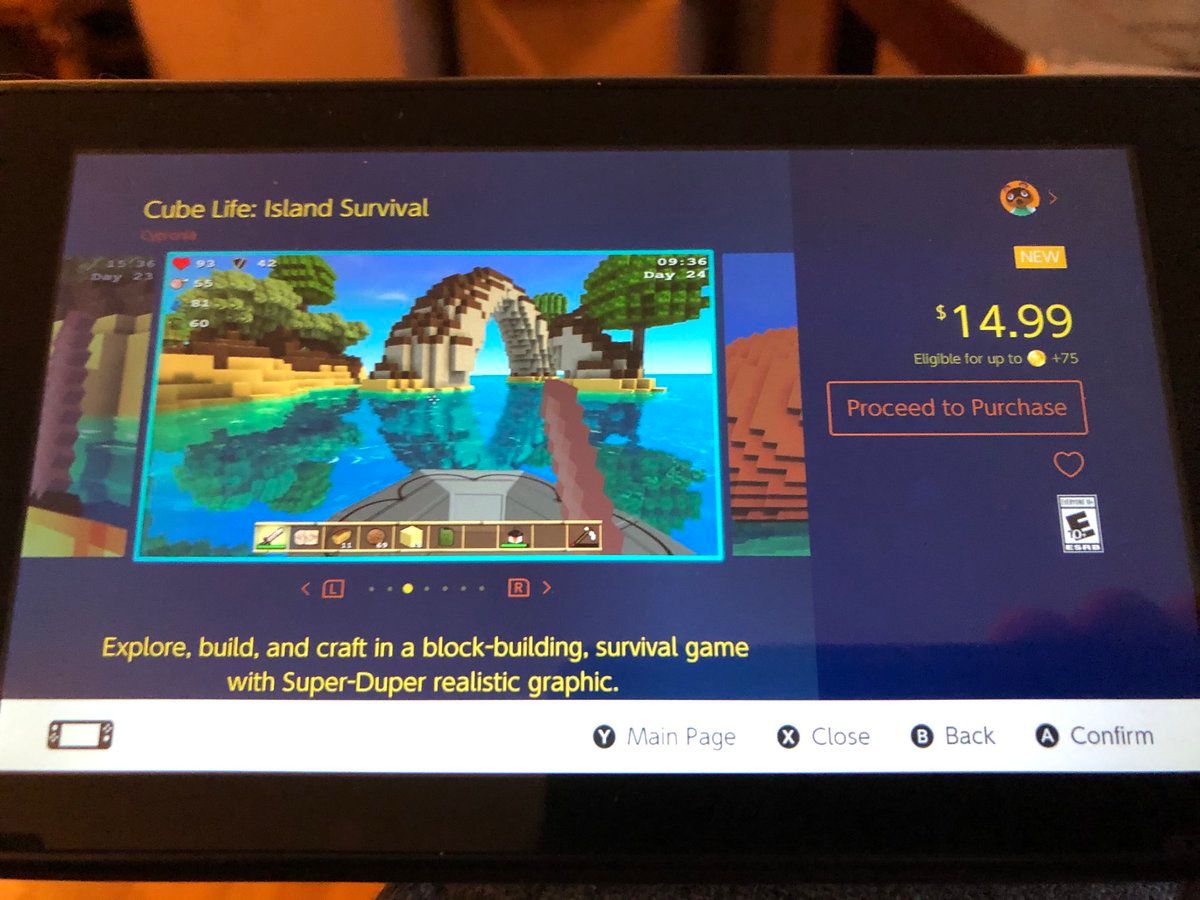 Cube Life: Island Survival
Cypronia
15:36
Day 23
93 42
55
81
60
09:36
Day 24
11
69
L
R
Explore, build, and craft in a block-building, survival game
with Super-Duper realistic graphic.
NEW
$14.99
Eligible for up to +75
Proceed to Purchase
EVERYONE 10+
E
10+
ESRB
Y Main Page X Close B Back A Confirm